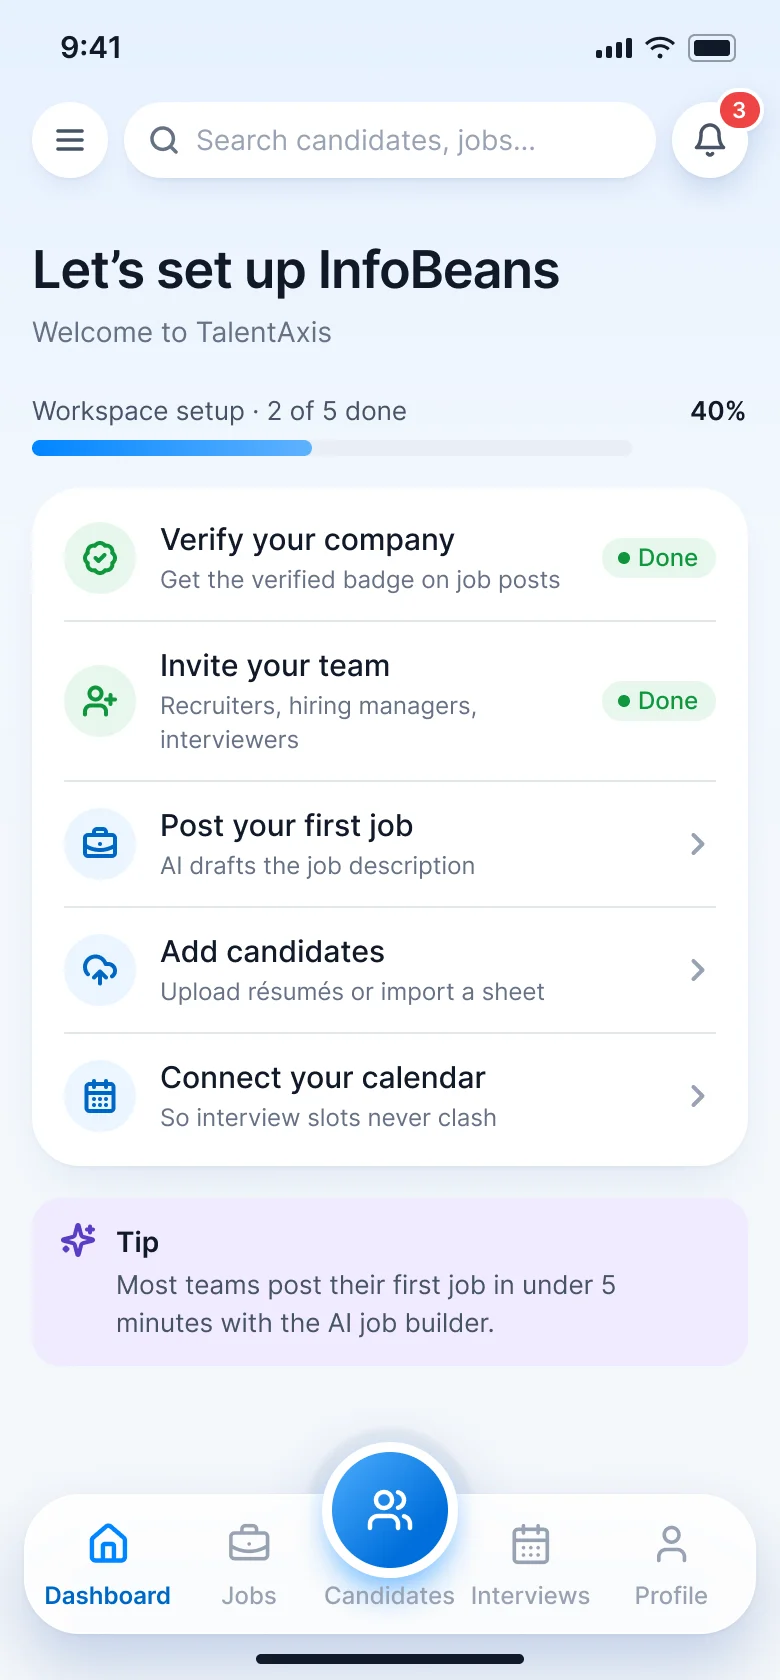 9:41
Search candidates, jobs...
3
Let’s set up InfoBeans
Welcome to TalentAxis
Workspace setup · 2 of 5 done
40%
Verify your company
Get the verified badge on job posts
Done
Invite your team
Recruiters, hiring managers,
interviewers
Done
Post your first job
AI drafts the job description
Add candidates
Upload résumés or import a sheet
Connect your calendar
So interview slots never clash
Tip
Most teams post their first job in under 5
minutes with the AI job builder.
Dashboard
Jobs
Candidates
Interviews
Profile